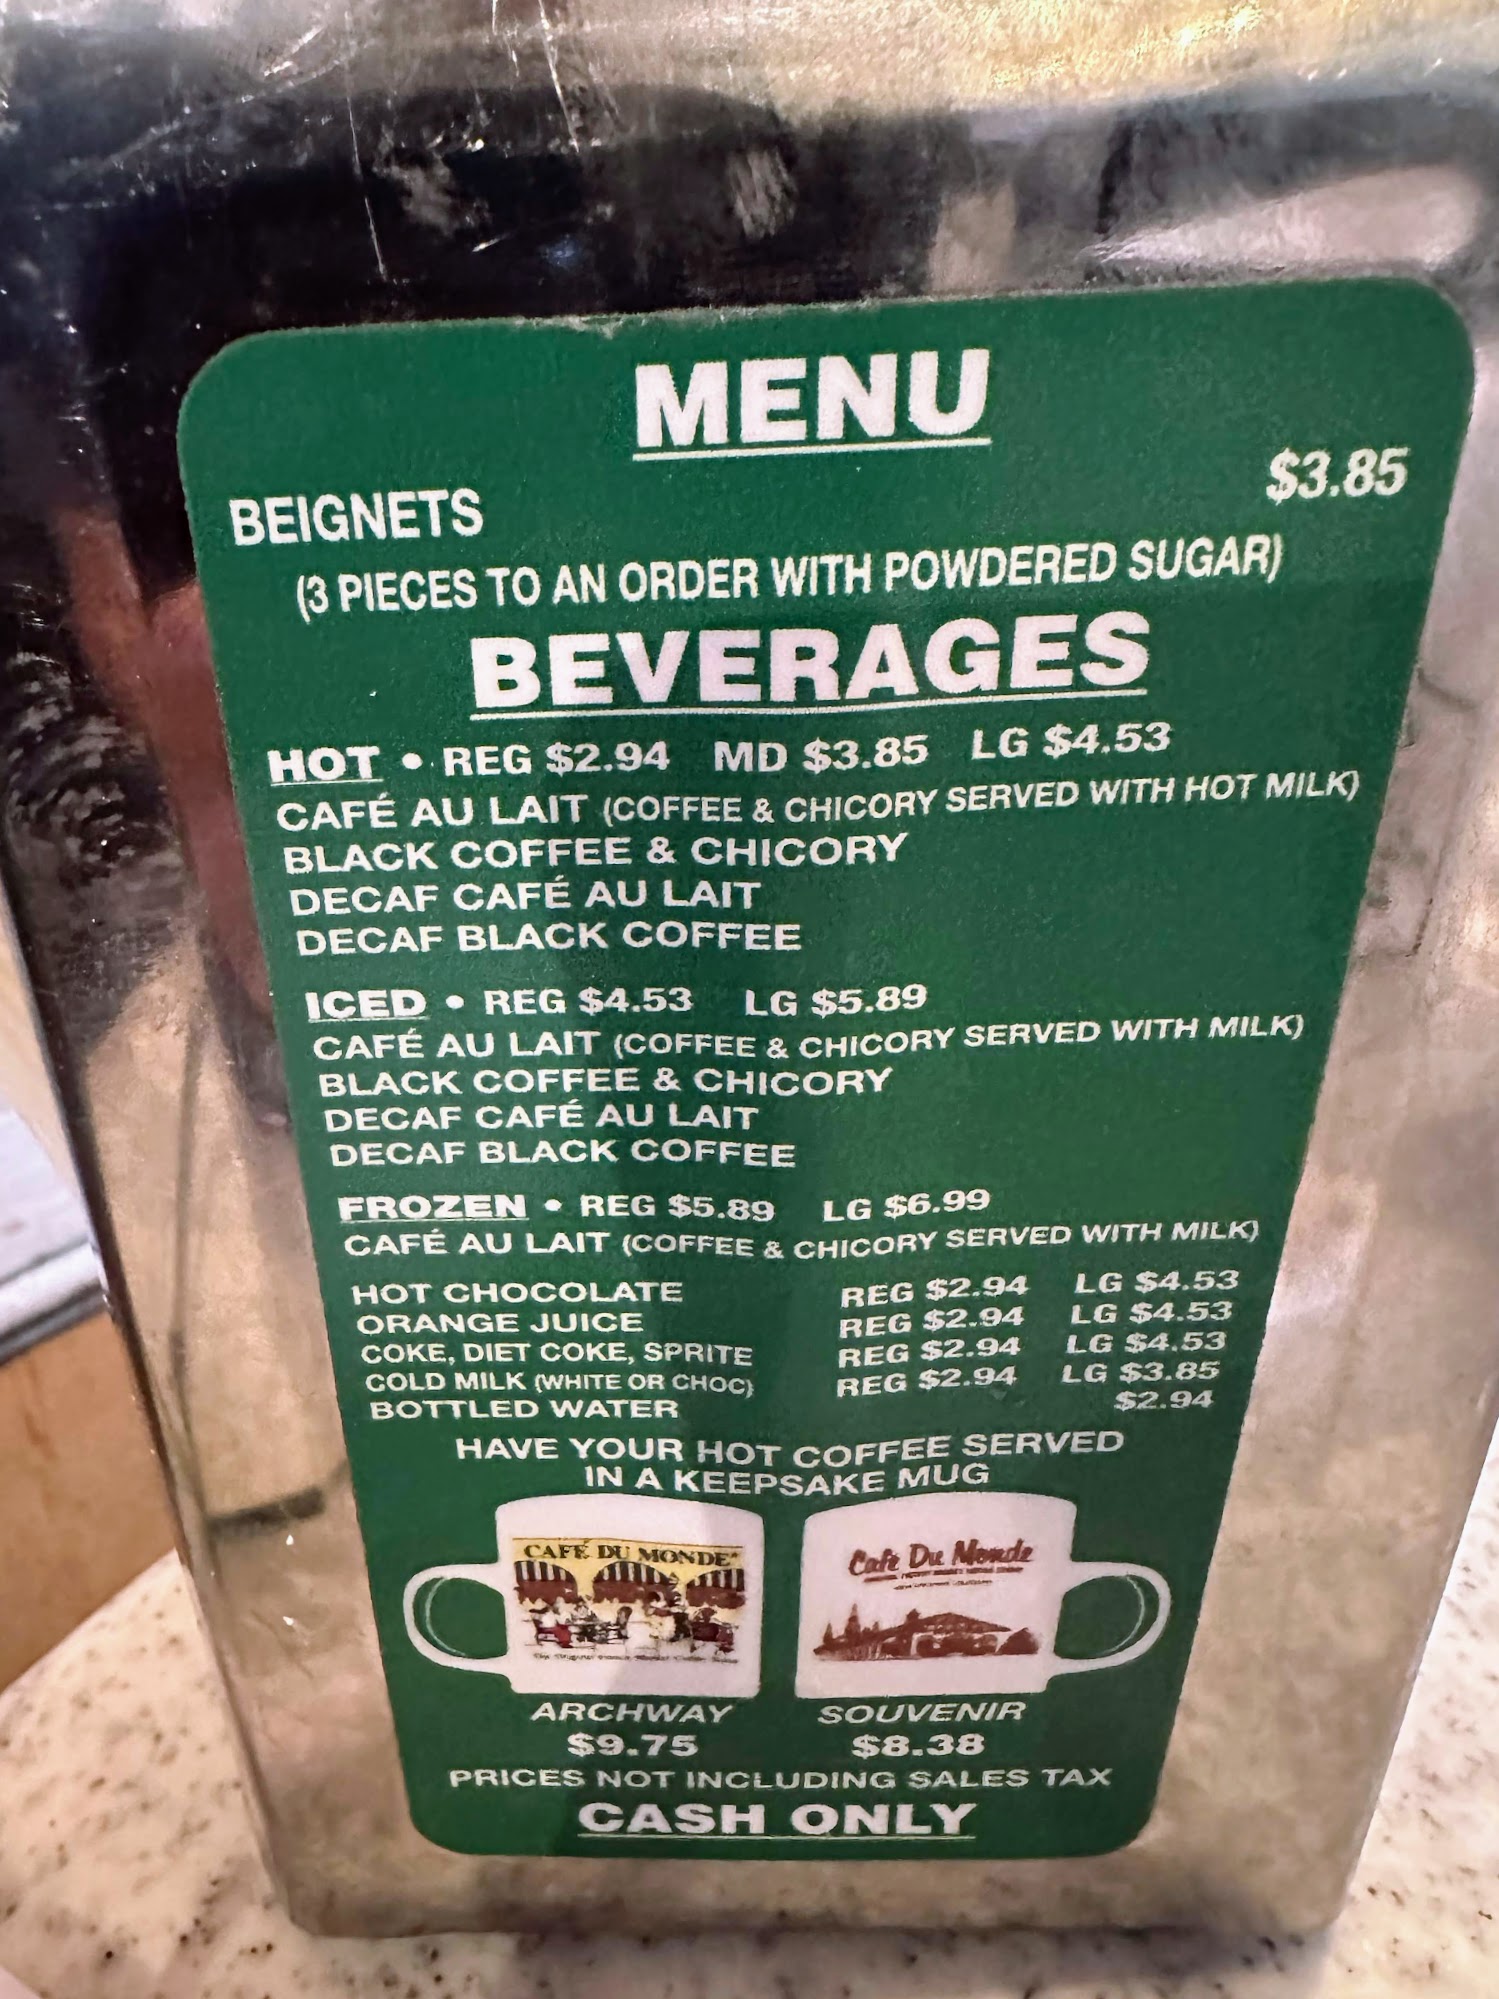 MENU
BEIGNETS $3.85
(3 PIECES TO AN ORDER WITH POWDERED SUGAR)
BEVERAGES
HOT • REG $2.94 MD $3.85 LG $4.53
CAFÉ AU LAIT (COFFEE & CHICORY SERVED WITH HOT MILK)
BLACK COFFEE & CHICORY
DECAF CAFÉ AU LAIT
DECAF BLACK COFFEE
ICED • REG $4.53 LG $5.89
CAFÉ AU LAIT (COFFEE & CHICORY SERVED WITH MILK)
BLACK COFFEE & CHICORY
DECAF CAFÉ AU LAIT
DECAF BLACK COFFEE
FROZEN • REG $5.89 LG $6.99
CAFÉ AU LAIT (COFFEE & CHICORY SERVED WITH MILK)
HOT CHOCOLATE REG $2.94 LG $4.53
ORANGE JUICE REG $2.94 LG $4.53
COKE, DIET COKE, SPRITE REG $2.94 LG $4.53
COLD MILK (WHITE OR CHOC) REG $2.94 LG $3.85
BOTTLED WATER $2.94
HAVE YOUR HOT COFFEE SERVED
IN A KEEPSAKE MUG
CAFÉ DU MONDE
Cafe Du Monde
ARCHWAY SOUVENIR
$9.75 $8.38
PRICES NOT INCLUDING SALES TAX
CASH ONLY